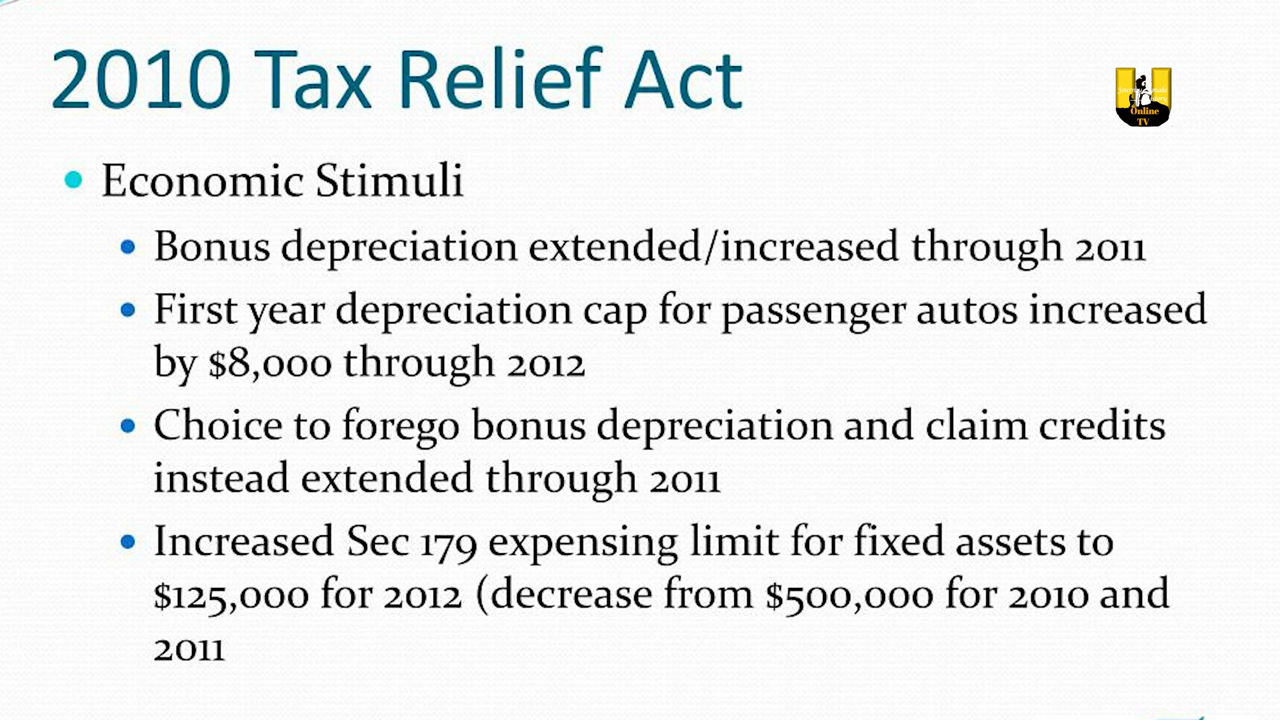 2010 Tax Relief Act
Online
TV
Economic Stimuli
Bonus depreciation extended/increased through 2011
First year depreciation cap for passenger autos increased
by $8,000 through 2012
Choice to forego bonus depreciation and claim credits
instead extended through 2011
Increased Sec 179 expensing limit for fixed assets to
$125,000 for 2012 (decrease from $500,000 for 2010 and
2011